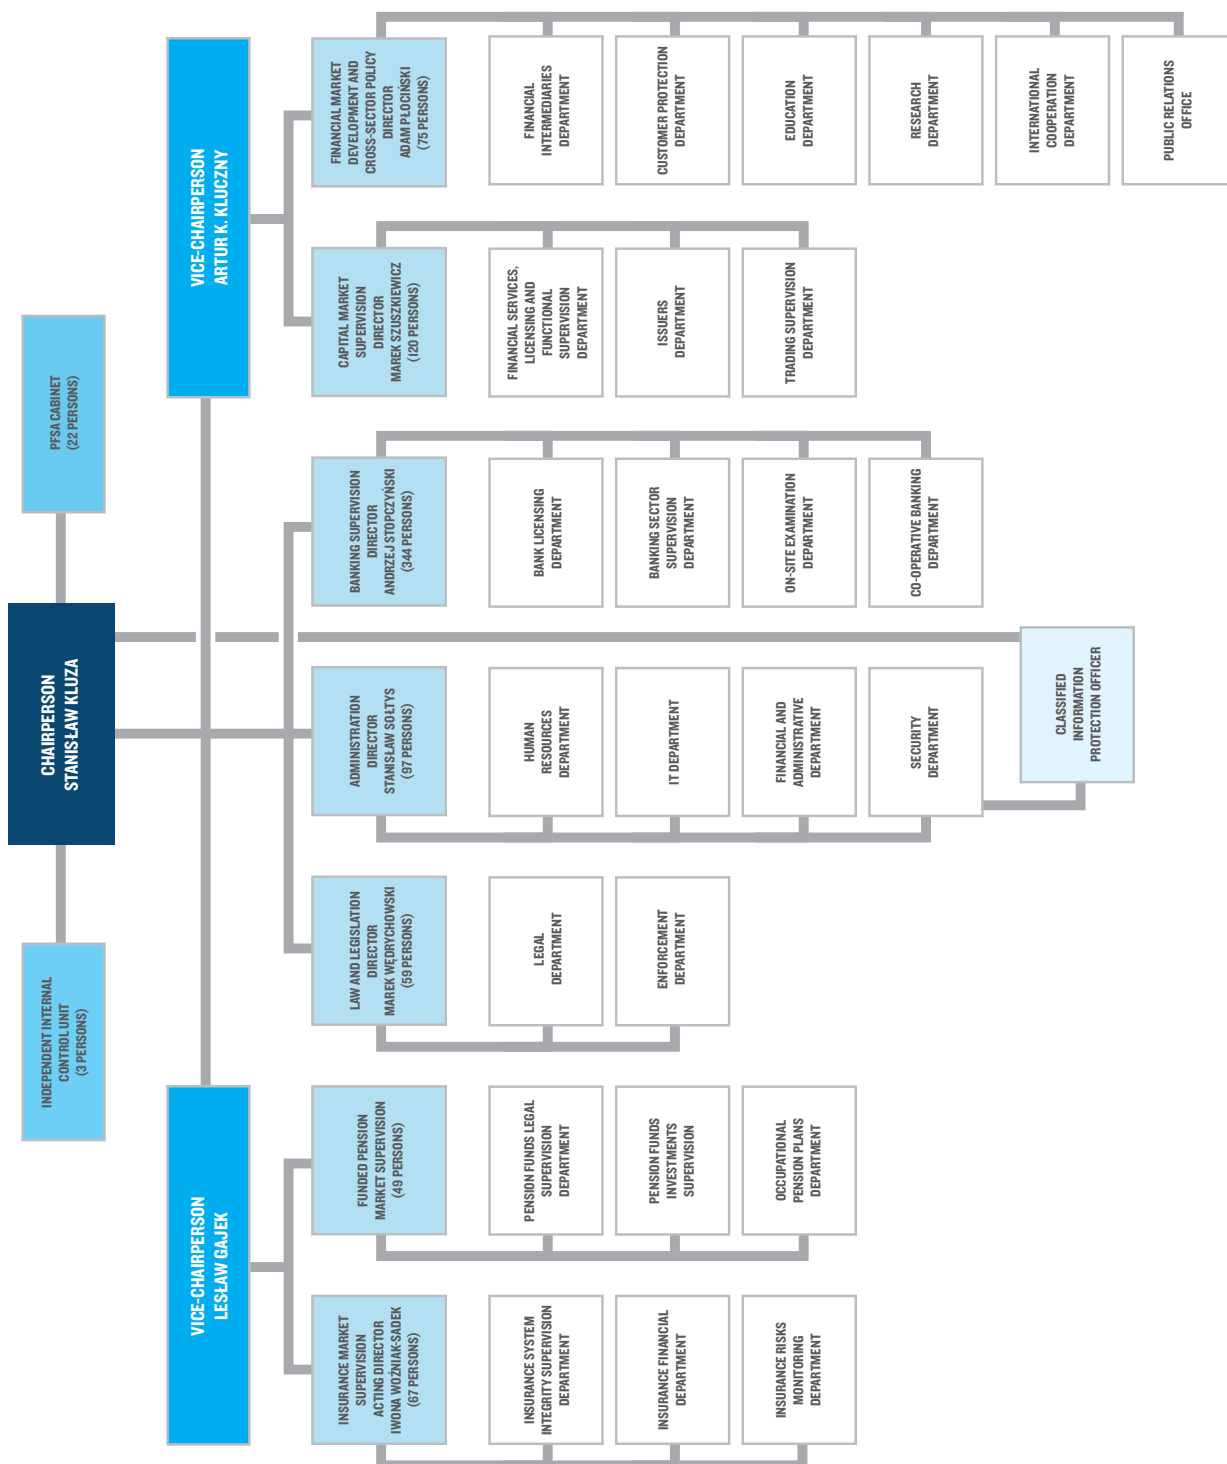 CHAIRPERSON
STANISŁAW KLUZA
INDEPENDENT INTERNAL
CONTROL UNIT
(3 PERSONS)
PFSA CABINET
(22 PERSONS)
VICE-CHAIRPERSON
LESŁAW GAJEK
VICE-CHAIRPERSON
ARTUR K. KLUCZNY
INSURANCE MARKET
SUPERVISION
ACTING DIRECTOR
IWONA WOŹNIAK-SADEK
(67 PERSONS)
INSURANCE SYSTEM
INTEGRITY SUPERVISION
DEPARTMENT
INSURANCE FINANCIAL
DEPARTMENT
INSURANCE RISKS
MONITORING
DEPARTMENT
FUNDED PENSION
MARKET SUPERVISION
(49 PERSONS)
PENSION FUNDS LEGAL
SUPERVISION
DEPARTMENT
PENSION FUNDS
INVESTMENTS
SUPERVISION
OCCUPATIONAL
PENSION PLANS
DEPARTMENT
LAW AND LEGISLATION
DIRECTOR
MAREK WĘDRYCHOWSKI
(59 PERSONS)
LEGAL
DEPARTMENT
ENFORCEMENT
DEPARTMENT
ADMINISTRATION
DIRECTOR
STANISŁAW SOŁTYS
(97 PERSONS)
HUMAN
RESOURCES
DEPARTMENT
IT DEPARTMENT
FINANCIAL AND
ADMINISTRATIVE
DEPARTMENT
SECURITY
DEPARTMENT
CLASSIFIED
INFORMATION
PROTECTION OFFICER
BANKING SUPERVISION
DIRECTOR
ANDRZEJ STOPCZYŃSKI
(344 PERSONS)
BANK LICENSING
DEPARTMENT
BANKING SECTOR
SUPERVISION
DEPARTMENT
ON-SITE EXAMINATION
DEPARTMENT
CO-OPERATIVE BANKING
DEPARTMENT
CAPITAL MARKET
SUPERVISION
DIRECTOR
MAREK SZUSZKIEWICZ
(120 PERSONS)
FINANCIAL SERVICES,
LICENSING AND
FUNCTIONAL
SUPERVISION
DEPARTMENT
ISSUERS
DEPARTMENT
TRADING SUPERVISION
DEPARTMENT
FINANCIAL MARKET
DEVELOPMENT AND
CROSS-SECTOR POLICY
DIRECTOR
ADAM PŁOCIŃSKI
(75 PERSONS)
FINANCIAL
INTERMEDIARIES
DEPARTMENT
CUSTOMER PROTECTION
DEPARTMENT
EDUCATION
DEPARTMENT
RESEARCH
DEPARTMENT
INTERNATIONAL
COOPERATION
DEPARTMENT
PUBLIC RELATIONS
OFFICE